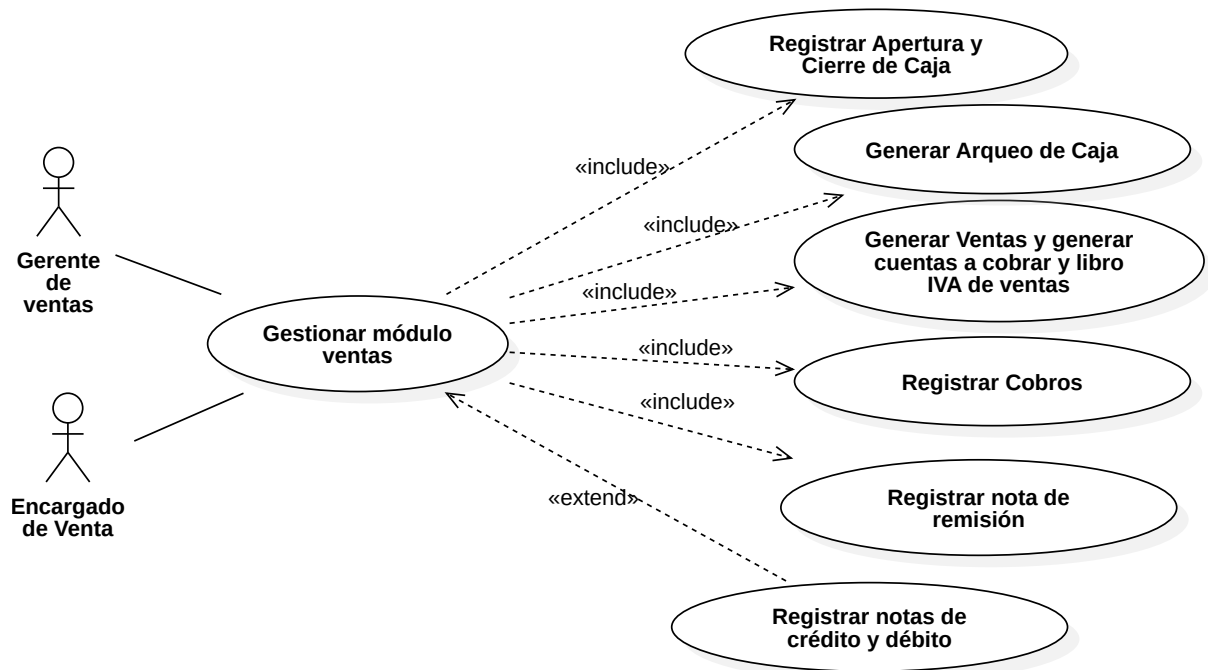 Registrar Apertura y
Cierre de Caja
Generar Arqueo de Caja
«include»
«include»
Generar Ventas y generar
cuentas a cobrar y libro
IVA de ventas
Gerente
de
ventas
«include»
Gestionar módulo
ventas
«include»
Registrar Cobros
«include»
Encargado
de Venta
«extend»
Registrar nota de
remisión
Registrar notas de
crédito y débito